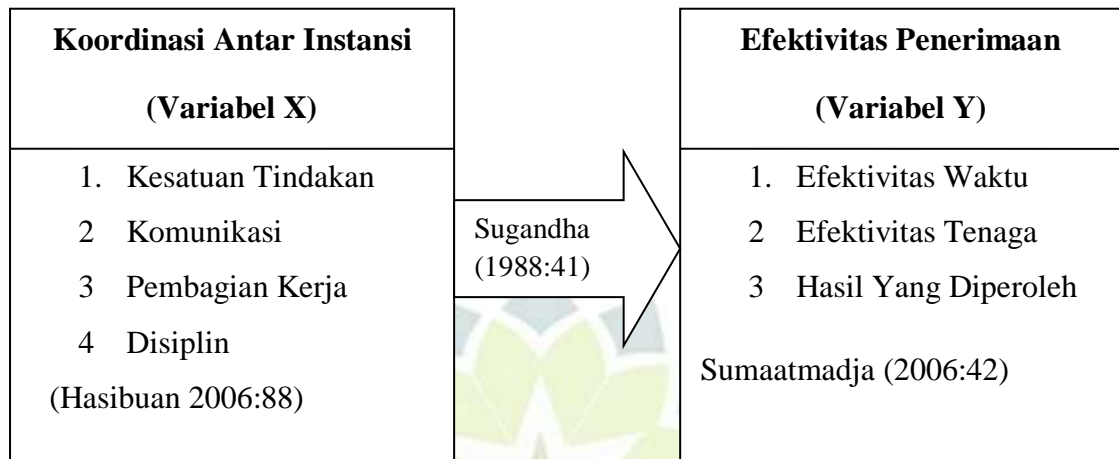 Koordinasi Antar Instansi
(Variabel X)
1. Kesatuan Tindakan
2 Komunikasi
3 Pembagian Kerja
4 Disiplin
(Hasibuan 2006:88)
Sugandha
(1988:41)
Efektivitas Penerimaan
(Variabel Y)
1. Efektivitas Waktu
2 Efektivitas Tenaga
3 Hasil Yang Diperoleh
Sumaatmadja (2006:42)